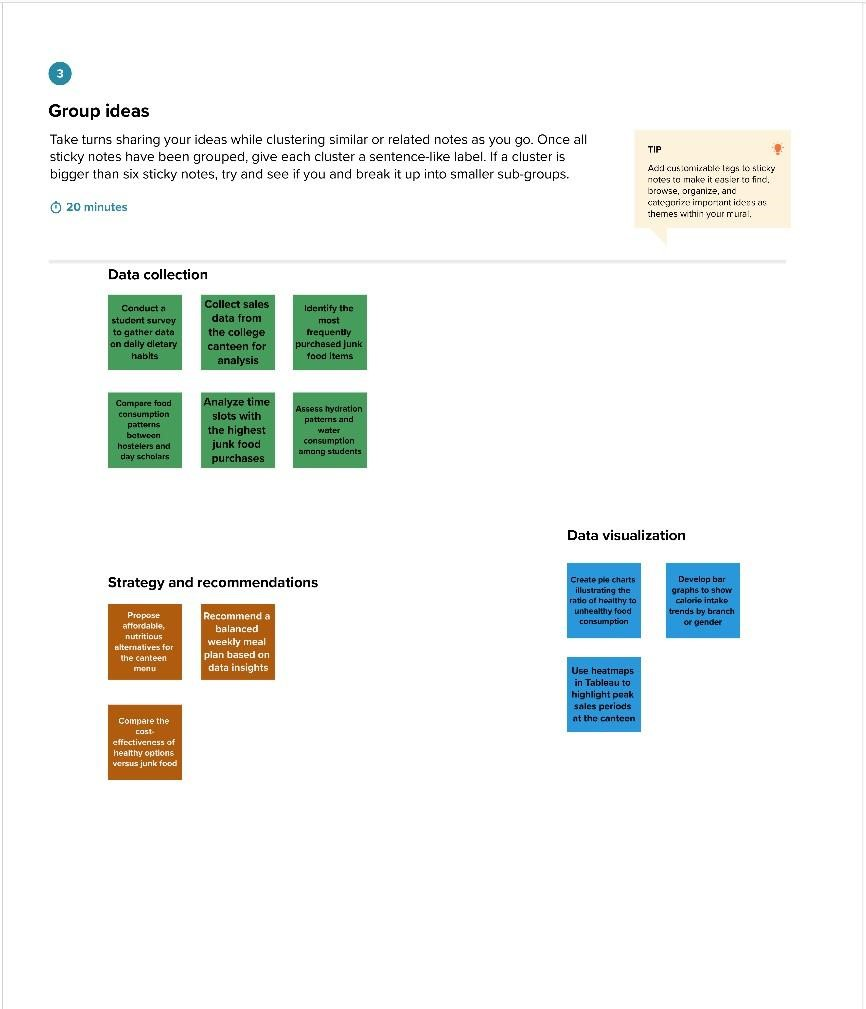 3
Group ideas
Take turns sharing your ideas while clustering similar or related notes as you go. Once all
sticky notes have been grouped, give each cluster a sentence-like label. If a cluster is
bigger than six sticky notes, try and see if you and break it up into smaller sub-groups.
20 minutes
TIP
Add customizable tags to sticky
notes to make it easier to find,
browse, organize, and
categorize important ideas as
themes within your mural.
Data collection
Conduct a
student survey
to gather data
on daily dietary
habits
Collect sales
data from
the college
canteen for
analysis
Identify the
most
frequently
purchased junk
food items
Compare food
consumption
patterns
between
hostelers and
day scholars
Analyze time
slots with
the highest
junk food
purchases
Assess hydration
patterns and
water
consumption
among students
Data visualization
Create pie charts
illustrating the
ratio of healthy to
unhealthy food
consumption
Develop bar
graphs to show
calorie intake
trends by branch
or gender
Use heatmaps
in Tableau to
highlight peak
sales periods
at the canteen
Strategy and recommendations
Propose
affordable,
nutritious
alternatives for
the canteen
menu
Recommend a
balanced
weekly meal
plan based on
data insights
Compare the
cost-
effectiveness of
healthy options
versus junk food